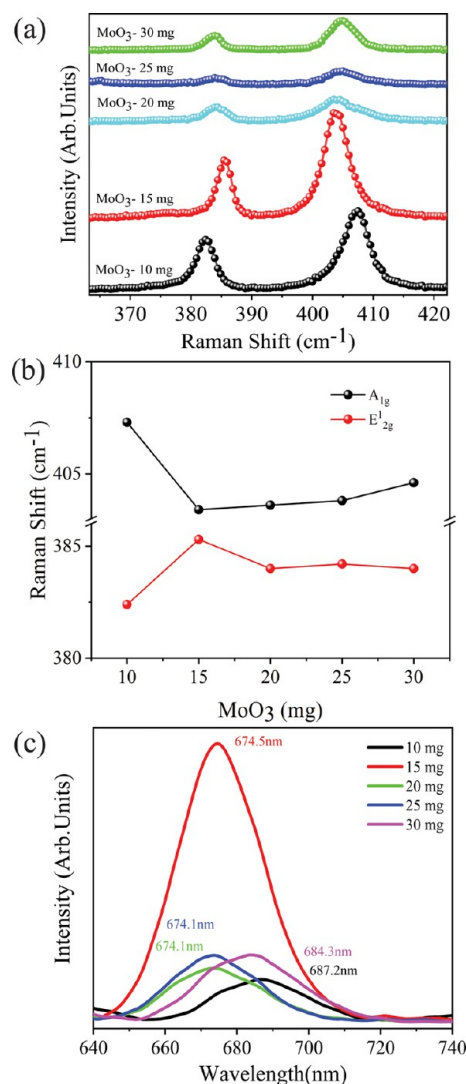 (a)
MoO3- 30 mg
MoO3- 25 mg
MoO3- 20 mg
MoO3- 15 mg
MoO3- 10 mg
Intensity (Arb.Units)
370 380 390 400 410 420
Raman Shift (cm-1)
(b)
410
405
385
380
A1g
E12g
Raman Shift (cm-1)
10 15 20 25 30
MoO3 (mg)
(c)
674.5nm
10 mg
15 mg
20 mg
25 mg
30 mg
674.1nm
674.1nm
684.3nm
687.2nm
Intensity (Arb.Units)
640 660 680 700 720 740
Wavelength(nm)